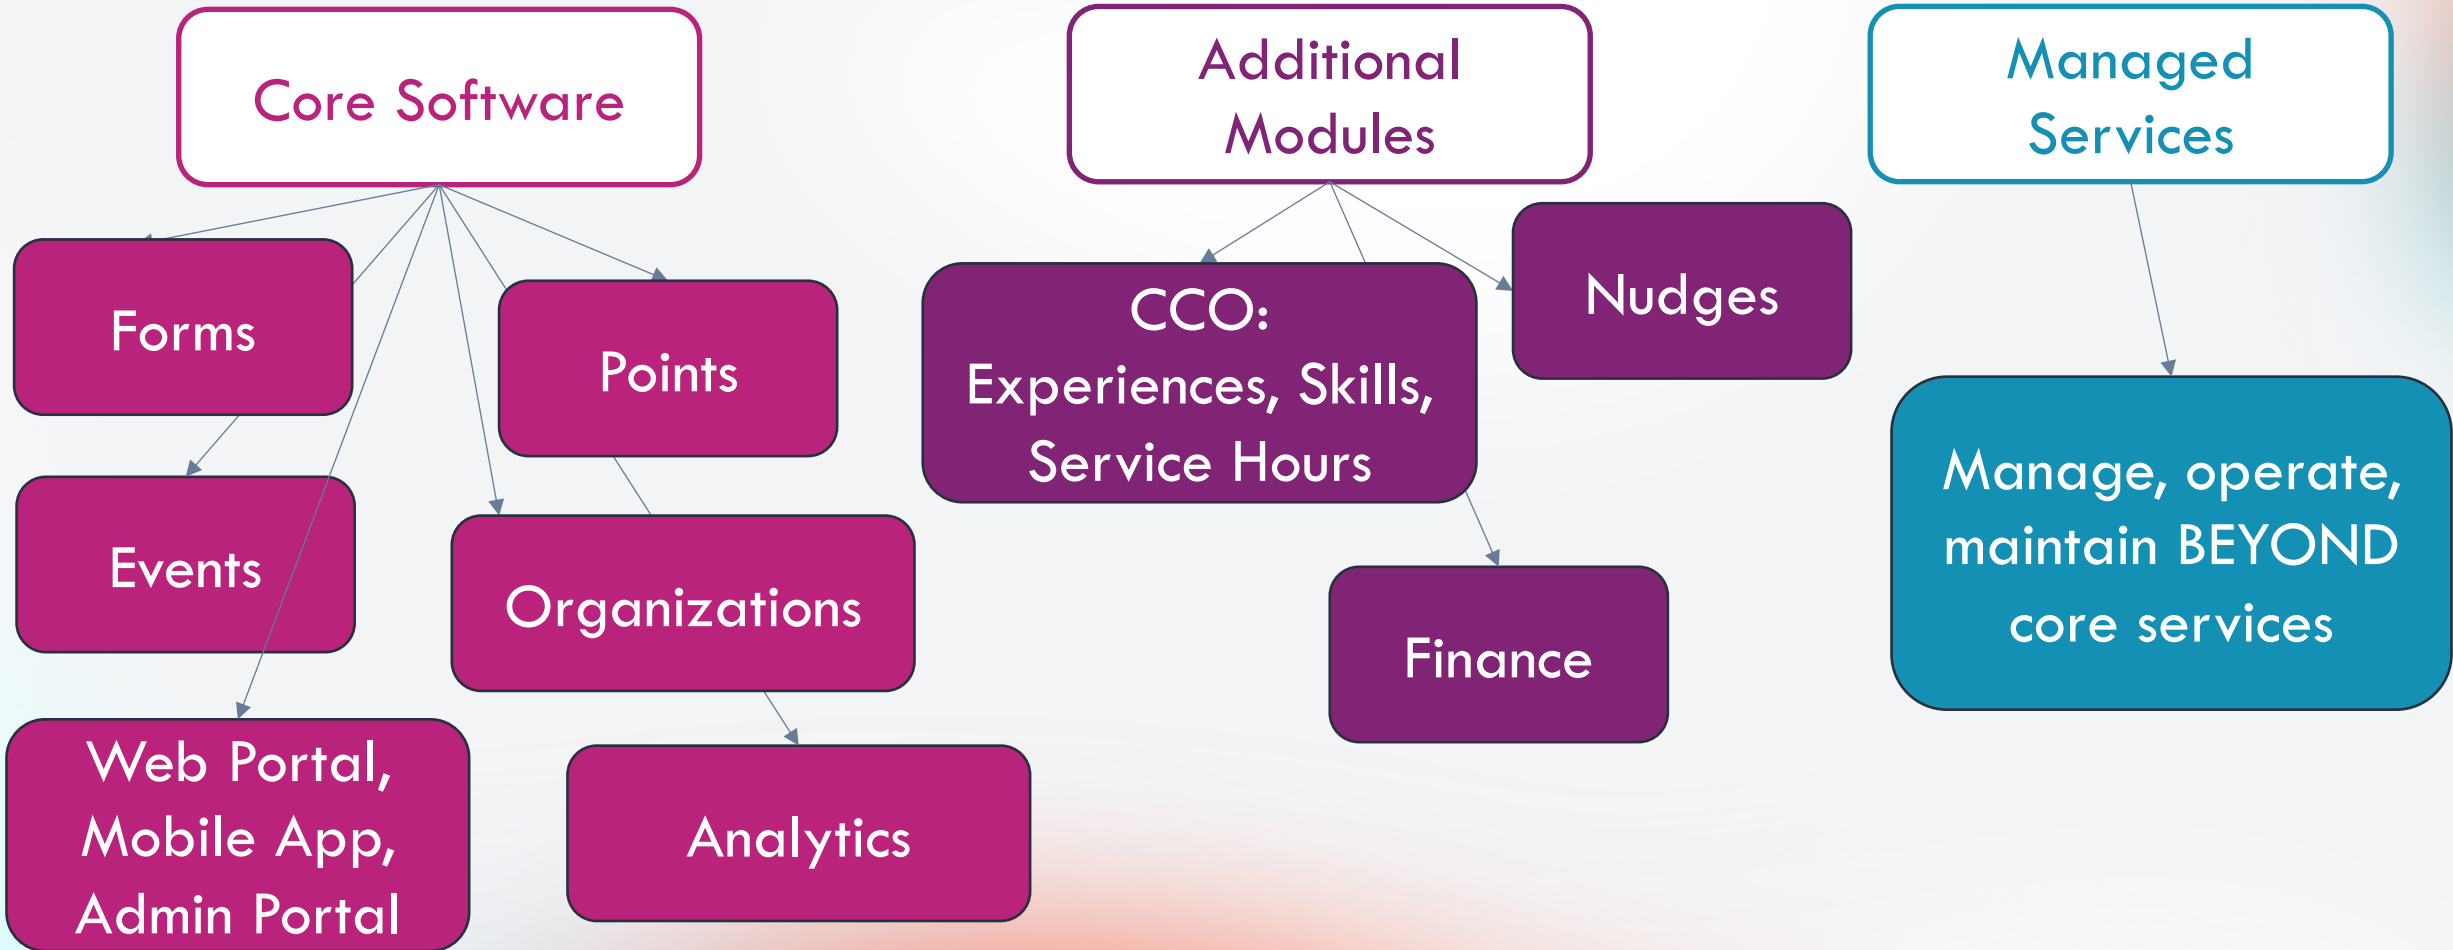 Core Software
Additional
Modules
Managed
Services
Forms
Points
Events
Organizations
Web Portal,
Mobile App,
Admin Portal
Analytics
CCO:
Experiences, Skills,
Service Hours
Nudges
Finance
Manage, operate,
maintain BEYOND
core services